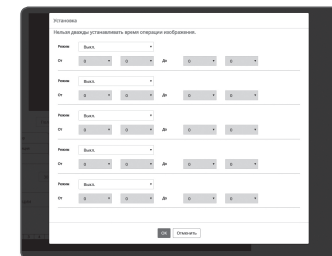 Установка
Нельзя дважды устанавливать время операции изображения.
Режим Выкл.
От 0 0 До 0 0
Режим Выкл.
От 0 0 До 0 0
Режим Выкл.
От 0 0 До 0 0
Режим Выкл.
От 0 0 До 0 0
Режим Выкл.
От 0 0 До 0 0
OK Отменить